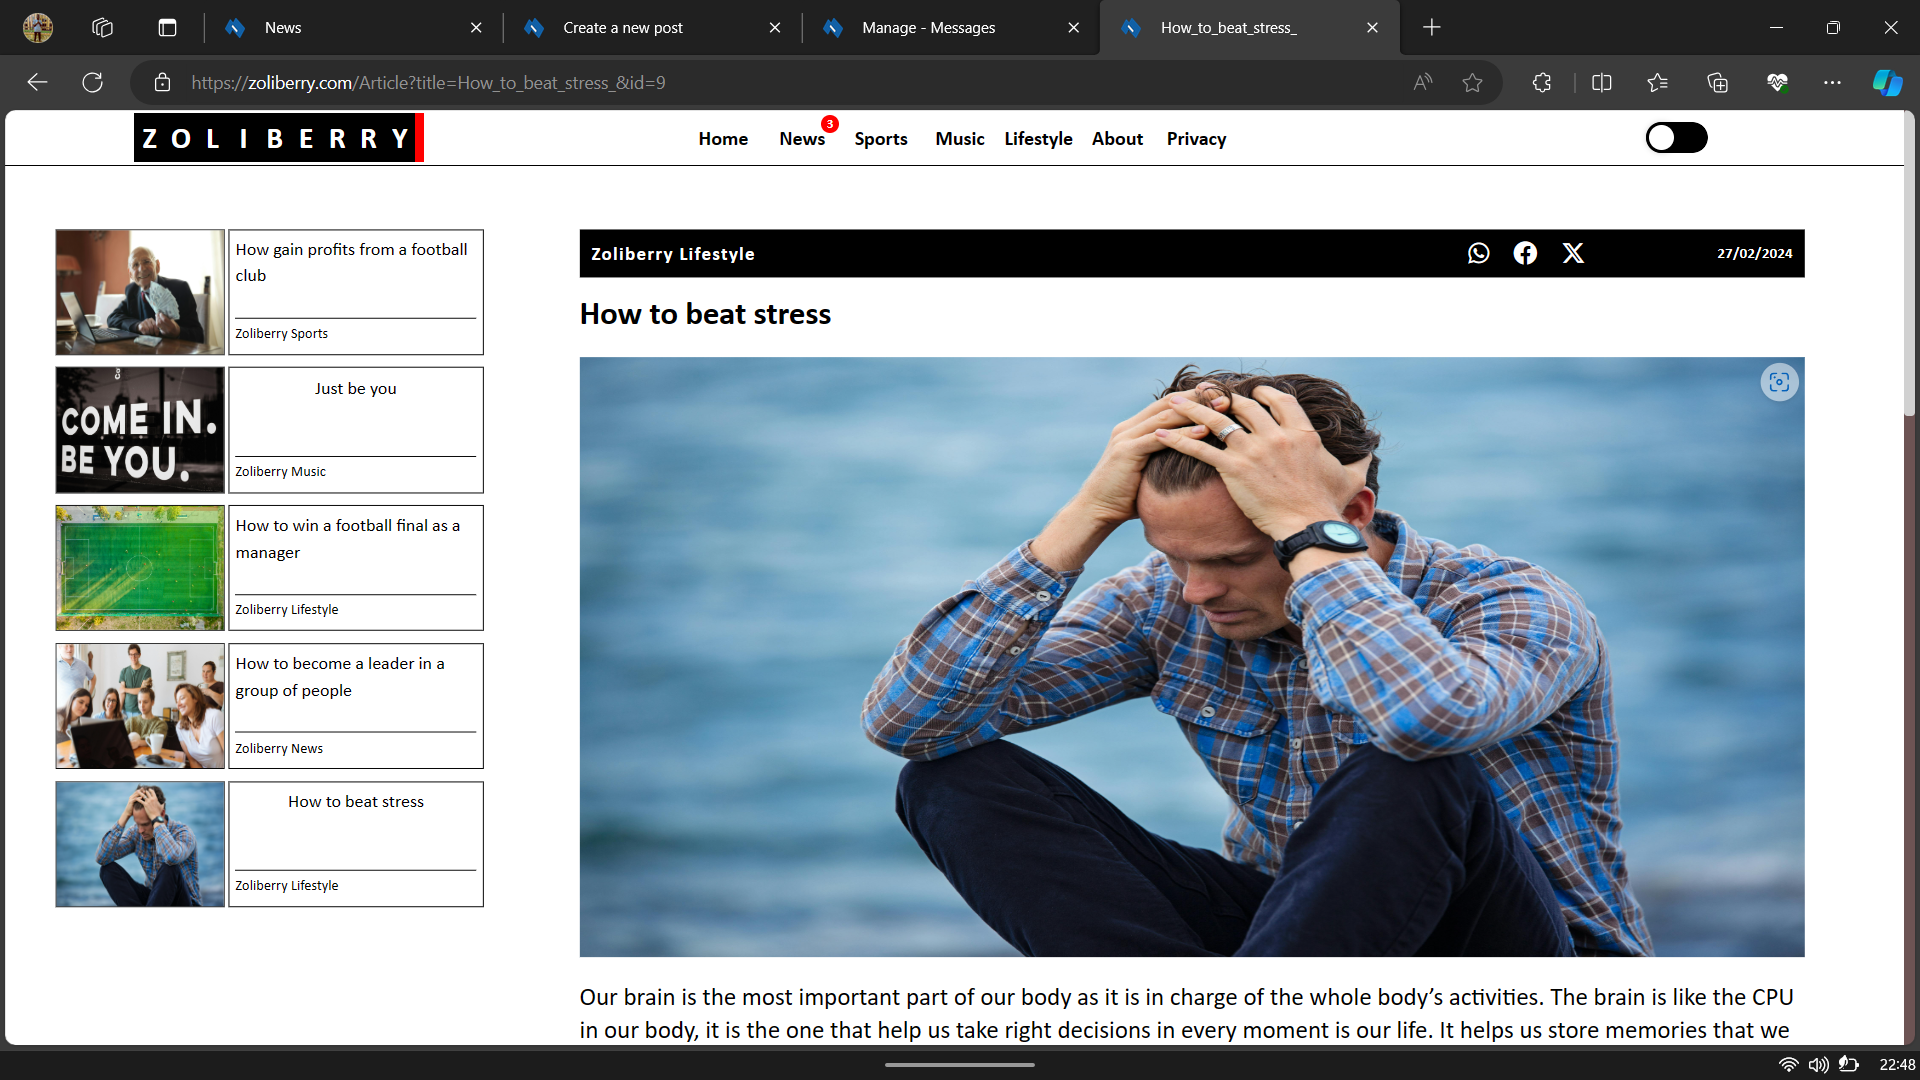 News
Create a new post
Manage - Messages
How_to_beat_stress_
https://zoliberry.com/Article?title=How_to_beat_stress_&id=9
ZOLIBERRY
Home
News
3
Sports
Music
Lifestyle
About
Privacy
How gain profits from a football
club
Zoliberry Sports
COME IN.
BE YOU.
Just be you
Zoliberry Music
How to win a football final as a
manager
Zoliberry Lifestyle
How to become a leader in a
group of people
Zoliberry News
How to beat stress
Zoliberry Lifestyle
Zoliberry Lifestyle
27/02/2024
How to beat stress
Our brain is the most important part of our body as it is in charge of the whole body’s activities. The brain is like the CPU
in our body, it is the one that help us take right decisions in every moment is our life. It helps us store memories that we
22:48